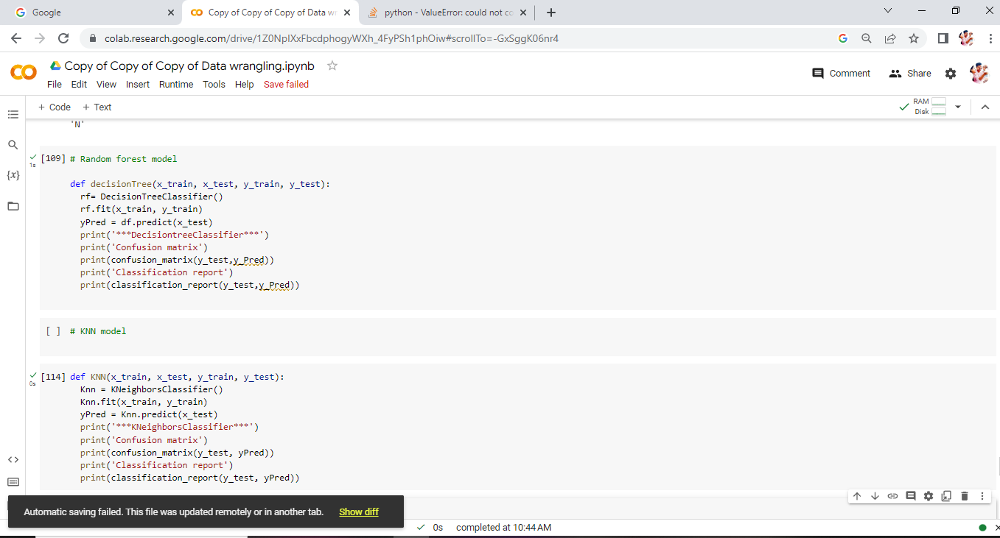 Google
Copy of Copy of Copy of Data wr
python - ValueError: could not co
colab.research.google.com/drive/1Z0NpIXxFbcdphogyWXh_4FyPSh1phOiw#scrollTo=-GxSggK06nr4
Copy of Copy of Copy of Data wrangling.ipynb
File Edit View Insert Runtime Tools Help Save failed
Comment Share
+ Code + Text
RAM
Disk
'N'
[109] # Random forest model
1s
def decisionTree(x_train, x_test, y_train, y_test):
rf= DecisionTreeClassifier()
rf.fit(x_train, y_train)
yPred = df.predict(x_test)
print('***DecisiontreeClassifier***')
print('Confusion matrix')
print(confusion_matrix(y_test,y_Pred))
print('Classification report')
print(classification_report(y_test,y_Pred))
[ ] # KNN model
[114] def KNN(x_train, x_test, y_train, y_test):
0s
Knn = KNeighborsClassifier()
Knn.fit(x_train, y_train)
yPred = Knn.predict(x_test)
print('***KNeighborsClassifier***')
print('Confusion matrix')
print(confusion_matrix(y_test, yPred))
print('Classification report')
print(classification_report(y_test, yPred))
Automatic saving failed. This file was updated remotely or in another tab. Show diff
0s completed at 10:44 AM